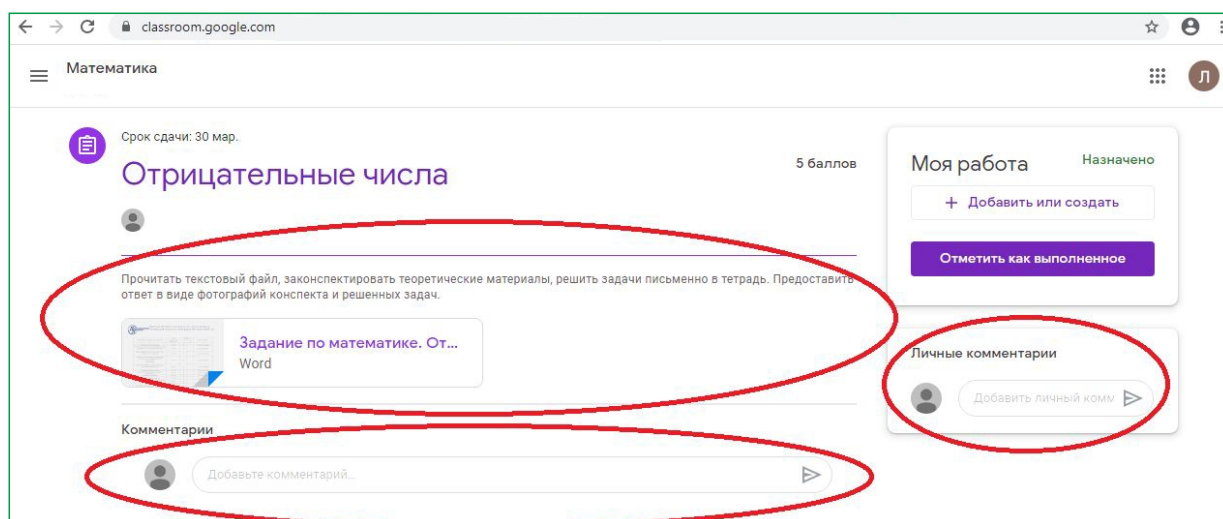 classroom.google.com
Математика
Л
Срок сдачи: 30 мар.
Отрицательные числа
5 баллов
Прочитать текстовый файл, законспектировать теоретические материалы, решить задачи письменно в тетрадь. Предоставить
ответ в виде фотографий конспекта и решенных задач.
Задание по математике. От...
Word
Комментарии
Добавьте комментарий...
Моя работа
Назначено
+ Добавить или создать
Отметить как выполненное
Личные комментарии
Добавить личный комм